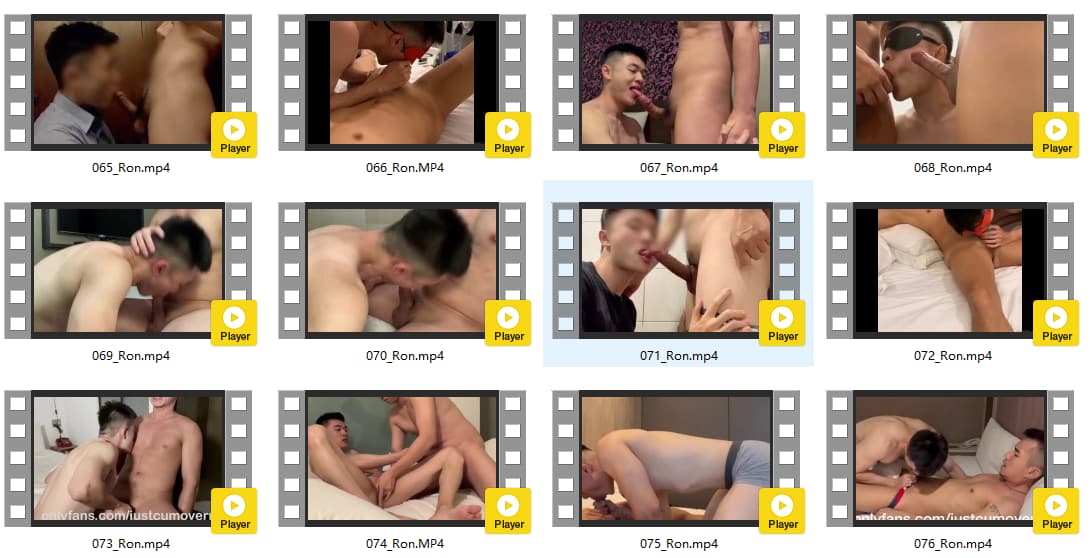 Player
Player
Player
Player
065_Ron.mp4
066_Ron.MP4
067_Ron.mp4
068_Ron.mp4
Player
Player
Player
Player
069_Ron.mp4
070_Ron.mp4
071_Ron.mp4
072_Ron.mp4
onlyfans.com/justcumover
onlyfans.com/justcumover
Player
Player
Player
Player
073_Ron.mp4
074_Ron.MP4
075_Ron.mp4
076_Ron.mp4